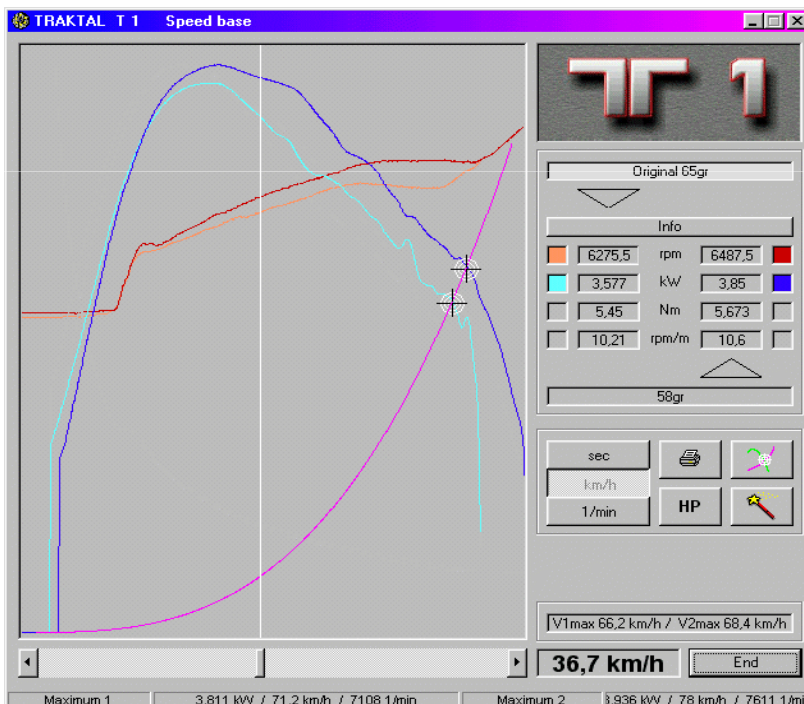 TRAKTAL T 1 Speed base
T 1
Original 65gr
Info
6275,5 rpm 6487,5
3,577 kW 3,85
5,45 Nm 5,673
10,21 rpm/m 10,6
58gr
sec
km/h
1/min
HP
V1max 66,2 km/h / V2max 68,4 km/h
36,7 km/h End
Maximum 1 3,811 kW / 71,2 km/h / 7108 1/min Maximum 2 3,936 kW / 78 km/h / 7611 1/min